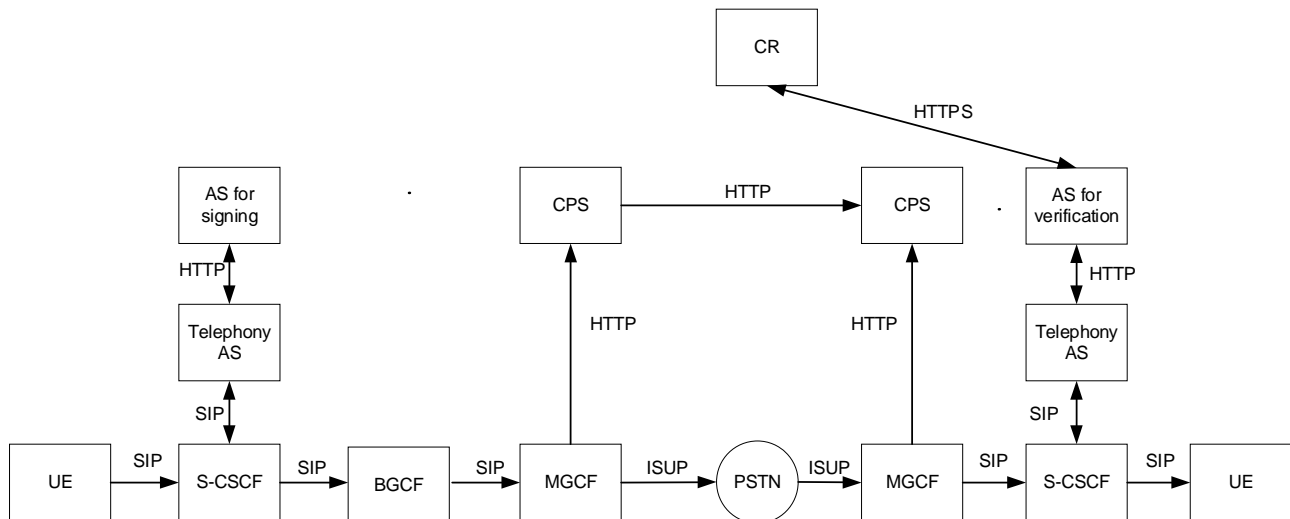 CR
HTTPS
AS for
signing
CPS
HTTP
CPS
AS for
verification
HTTP
HTTP
Telephony
AS
HTTP
HTTP
Telephony
AS
SIP
SIP
UE
SIP
S-CSCF
SIP
BGCF
SIP
MGCF
ISUP
PSTN
ISUP
MGCF
SIP
S-CSCF
SIP
UE